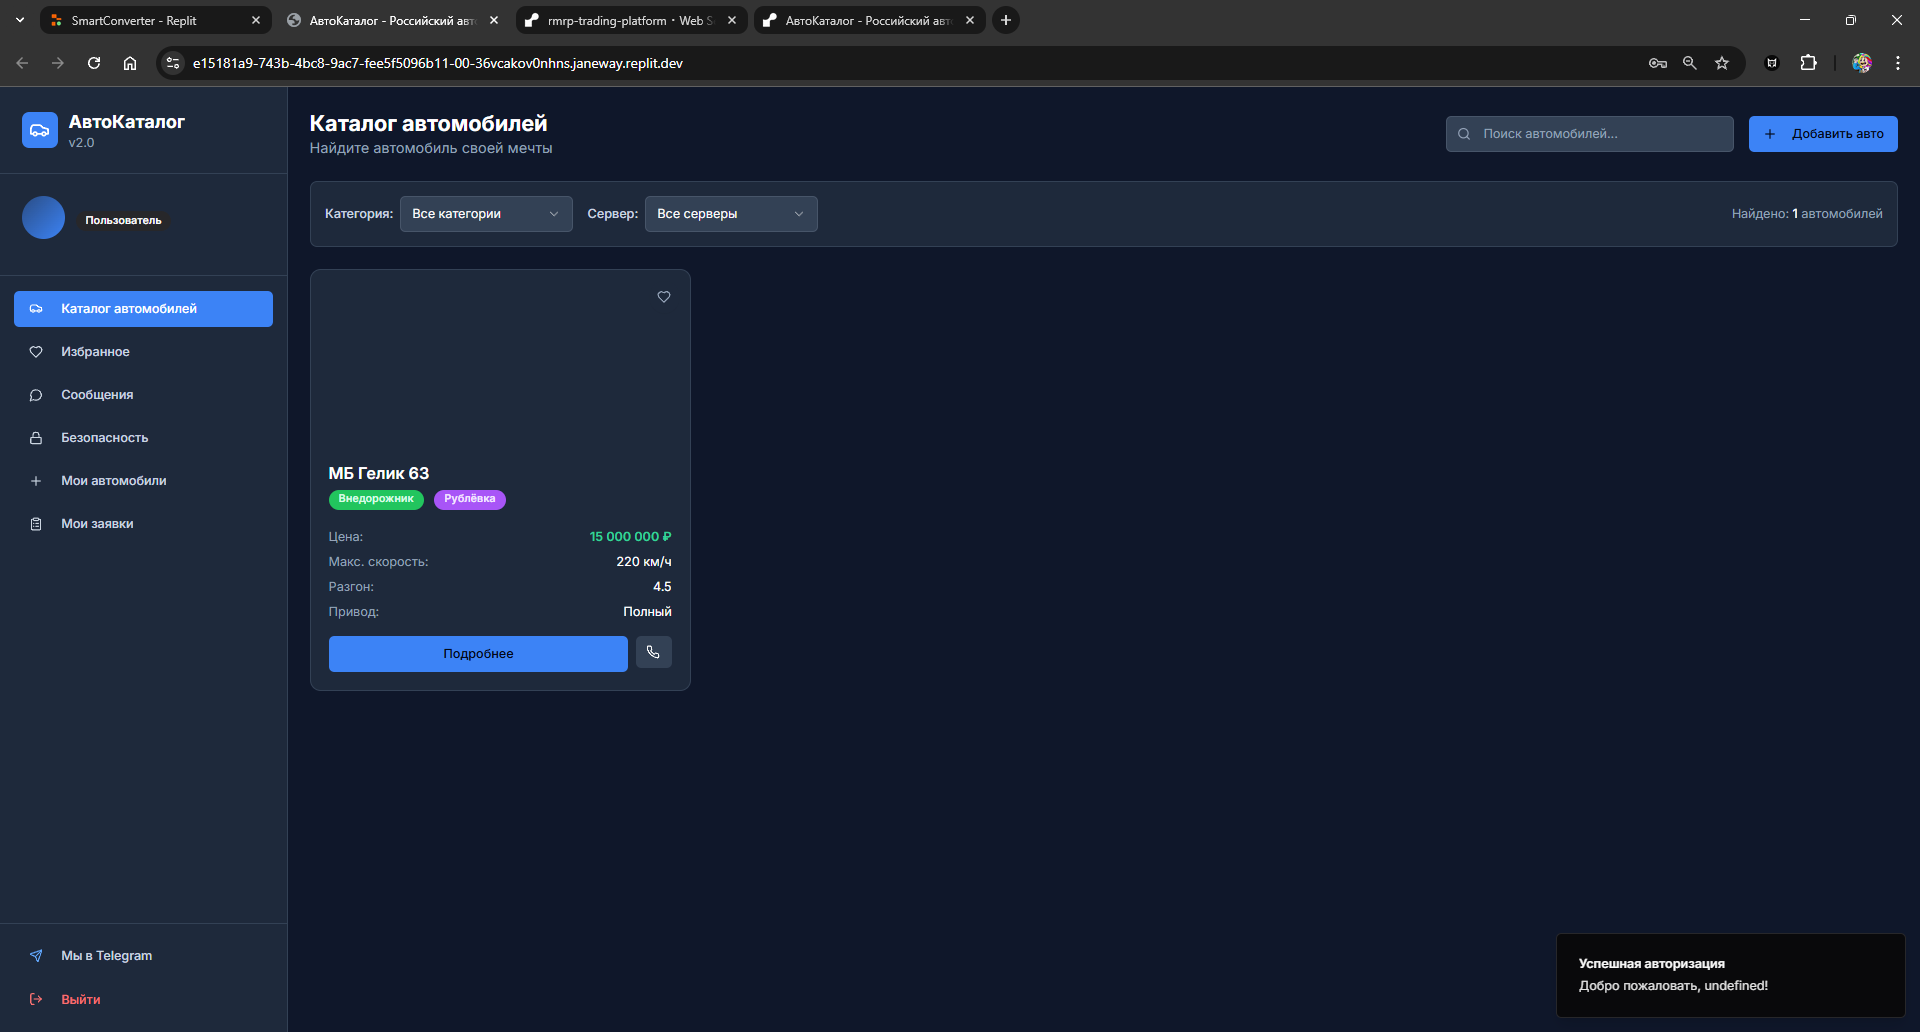 SmartConverter - Replit
АвтоКаталог - Российский авт
rmrp-trading-platform · Web S
АвтоКаталог - Российский авт
e15181a9-743b-4bc8-9ac7-fee5f5096b11-00-36vcakov0nhns.janeway.replit.dev
АвтоКаталог
v2.0
Пользователь
Каталог автомобилей
Избранное
Сообщения
Безопасность
Мои автомобили
Мои заявки
Мы в Telegram
Выйти
Каталог автомобилей
Найдите автомобиль своей мечты
Поиск автомобилей...
Добавить авто
Категория: Все категории Сервер: Все серверы
Найдено: 1 автомобилей
МБ Гелик 63
Внедорожник Рублёвка
Цена: 15 000 000 ₽
Макс. скорость: 220 км/ч
Разгон: 4.5
Привод: Полный
Подробнее
Успешная авторизация
Добро пожаловать, undefined!